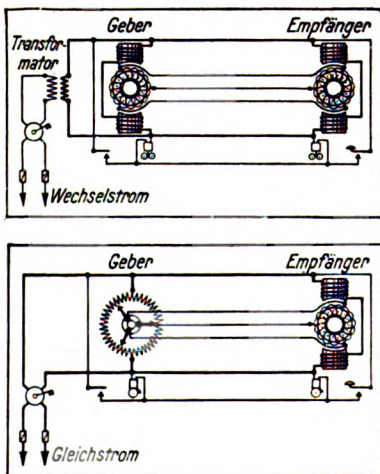 Geber
Empfänger
Transfor-
mator
Wechselstrom
Geber
Empfänger
Gleichstrom